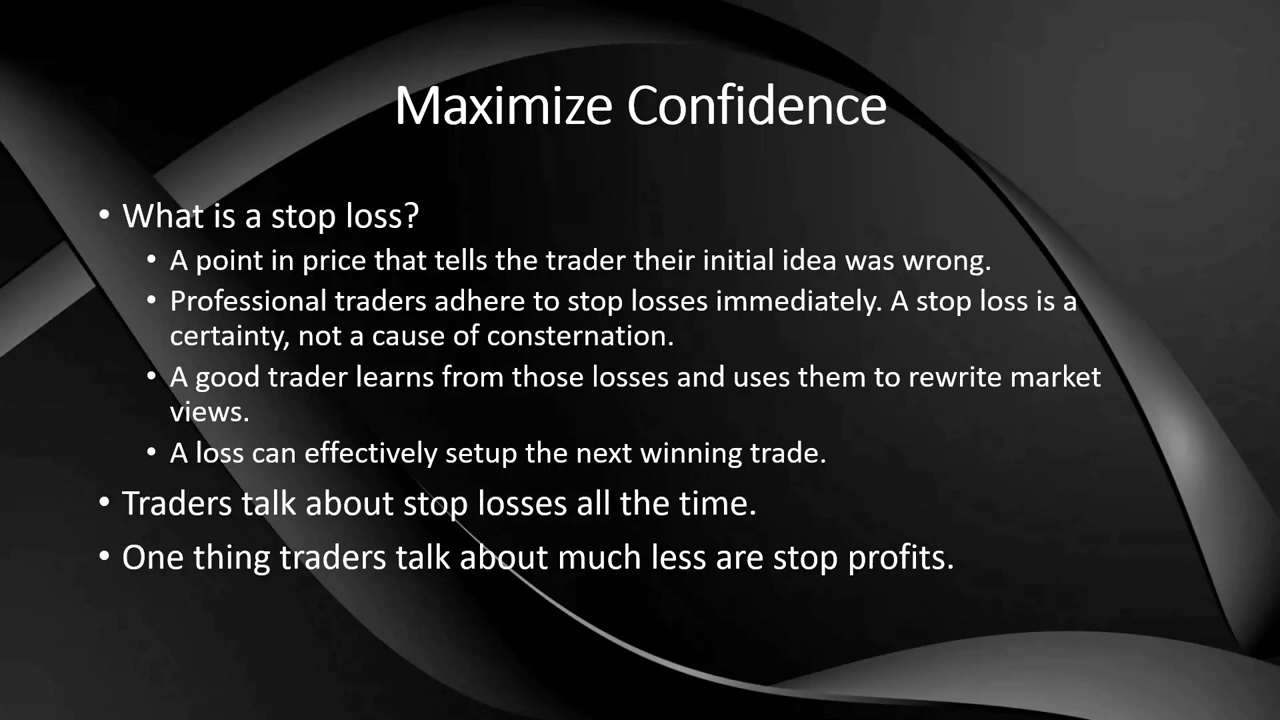 Maximize Confidence
• What is a stop loss?
• A point in price that tells the trader their initial idea was wrong.
• Professional traders adhere to stop losses immediately. A stop loss is a
certainty, not a cause of consternation.
• A good trader learns from those losses and uses them to rewrite market
views.
• A loss can effectively setup the next winning trade.
• Traders talk about stop losses all the time.
• One thing traders talk about much less are stop profits.